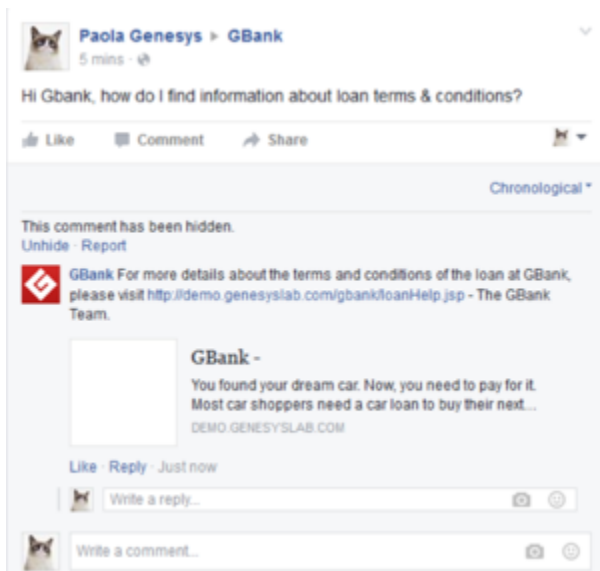 Paola Genesys ▸ GBank
5 mins ·
Hi Gbank, how do I find information about loan terms & conditions?
Like Comment Share
Chronological
This comment has been hidden.
Unhide · Report
GBank For more details about the terms and conditions of the loan at GBank,
please visit http://demo.genesyslab.com/gbank/loanHelp.jsp - The GBank
Team.
GBank -
You found your dream car. Now, you need to pay for it.
Most car shoppers need a car loan to buy their next...
DEMO.GENESYSLAB.COM
Like · Reply · Just now
Write a reply...
Write a comment...